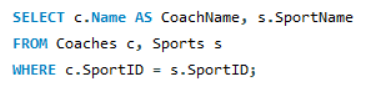 SELECT c.Name AS CoachName, s.SportName
FROM Coaches c, Sports s
WHERE c.SportID = s.SportID;